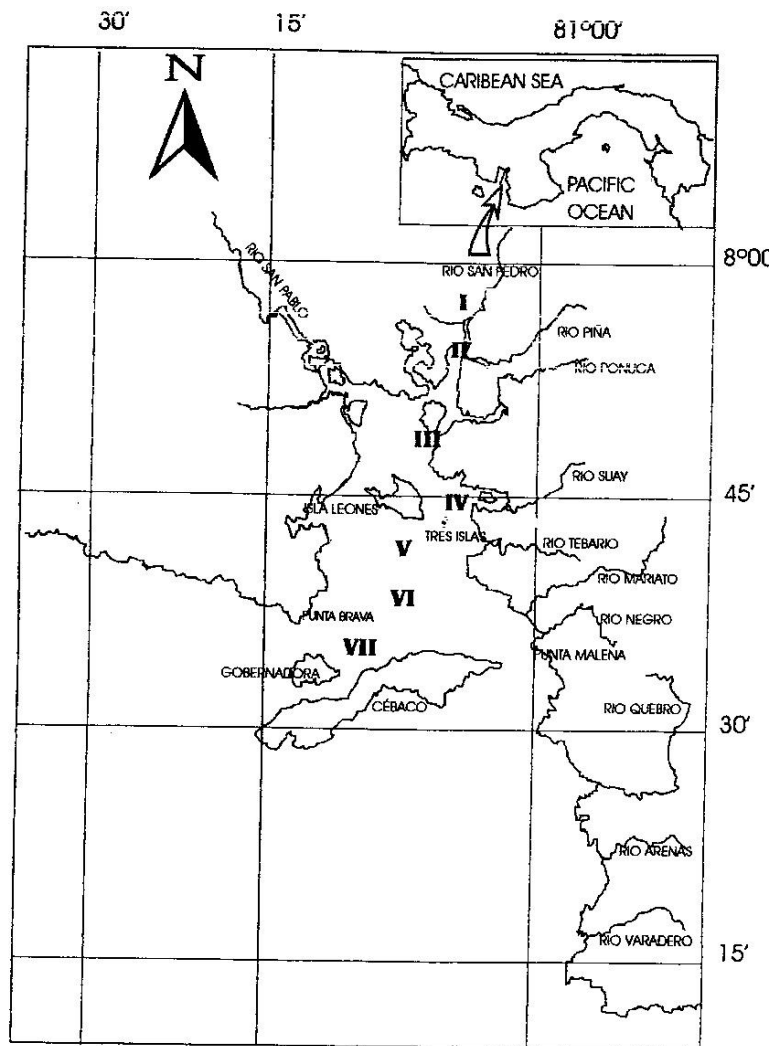 30' 15' 81°00'
N
CARIBEAN SEA
PACIFIC
OCEAN
8°00
RIO SAN PABLO
RIO SAN PEDRO
I
RIO PIÑA
II
RIO PONUGA
III
RIO SUAY
45'
ISLA LEONES
IV
TRES ISLAS
RIO TEBARIO
V
RIO MARIATO
VI
PUNTA BRAVA
RIO NEGRO
VII
PUNTA MALENA
GOBERNADORA
CÉBACO
RIO QUEBRO
30'
RIO ARENAS
RIO VARADERO
15'